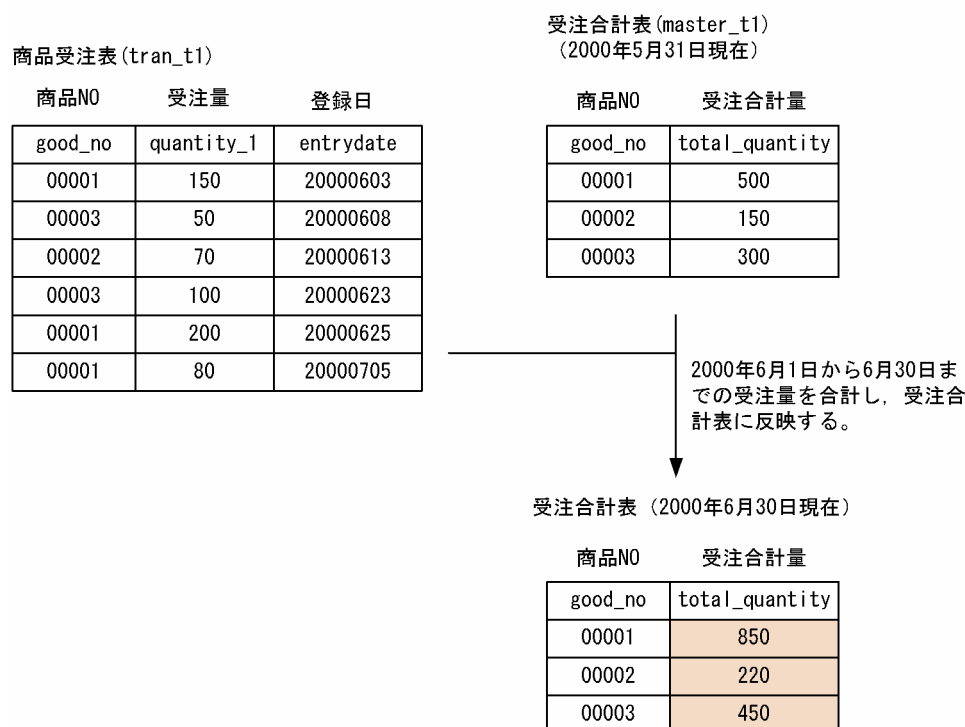 商品受注表(tran_t1)
商品NO 受注量 登録日
good_no quantity_1 entrydate
00001 150 20000603
00003 50 20000608
00002 70 20000613
00003 100 20000623
00001 200 20000625
00001 80 20000705
受注合計表(master_t1)
(2000年5月31日現在)
商品NO 受注合計量
good_no total_quantity
00001 500
00002 150
00003 300
2000年6月1日から6月30日ま
での受注量を合計し，受注合
計表に反映する。
受注合計表（2000年6月30日現在）
商品NO 受注合計量
good_no total_quantity
00001 850
00002 220
00003 450